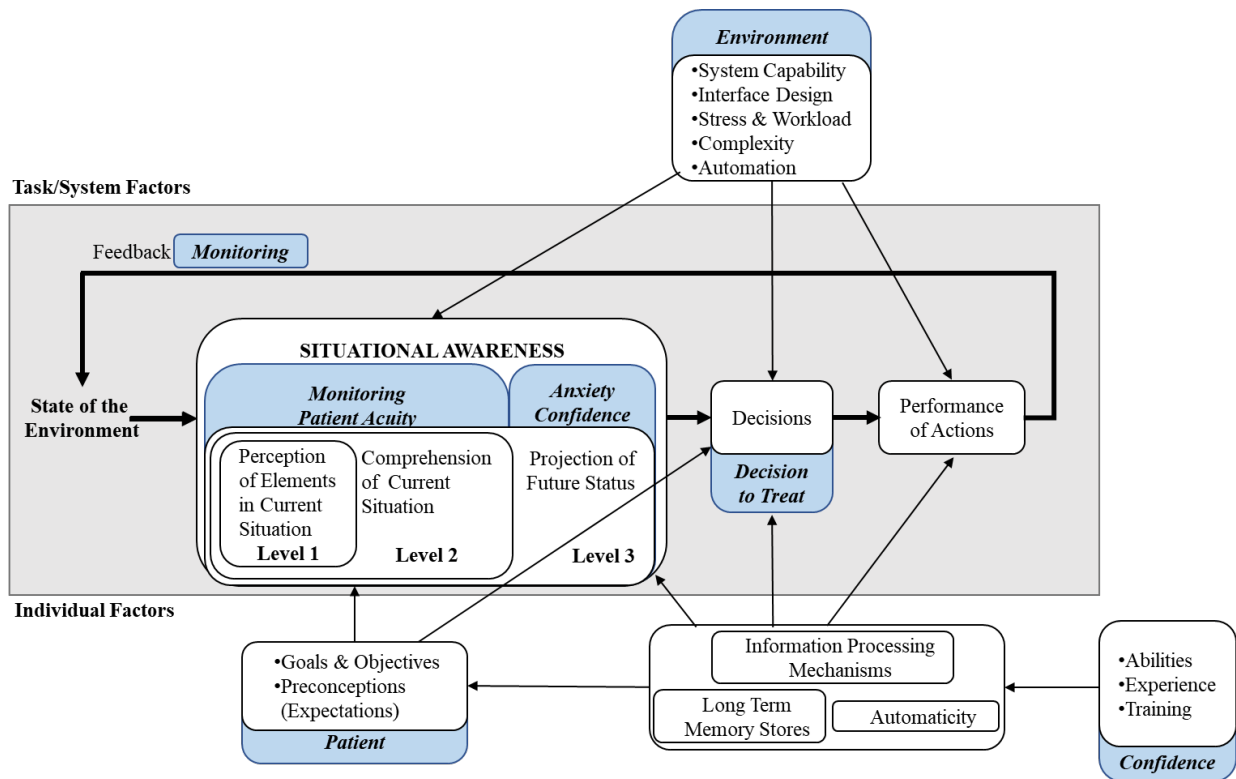 Environment
•System Capability
•Interface Design
•Stress & Workload
•Complexity
•Automation
Task/System Factors
Feedback
Monitoring
SITUATIONAL AWARENESS
Monitoring
Patient Acuity
Anxiety
Confidence
State of the
Environment
Perception
of Elements
in Current
Situation
Level 1
Comprehension
of Current
Situation
Level 2
Projection of
Future Status
Level 3
Decisions
Decision
to Treat
Performance
of Actions
Individual Factors
•Goals & Objectives
•Preconceptions
(Expectations)
Patient
Information Processing
Mechanisms
Long Term
Memory Stores
Automaticity
•Abilities
•Experience
•Training
Confidence